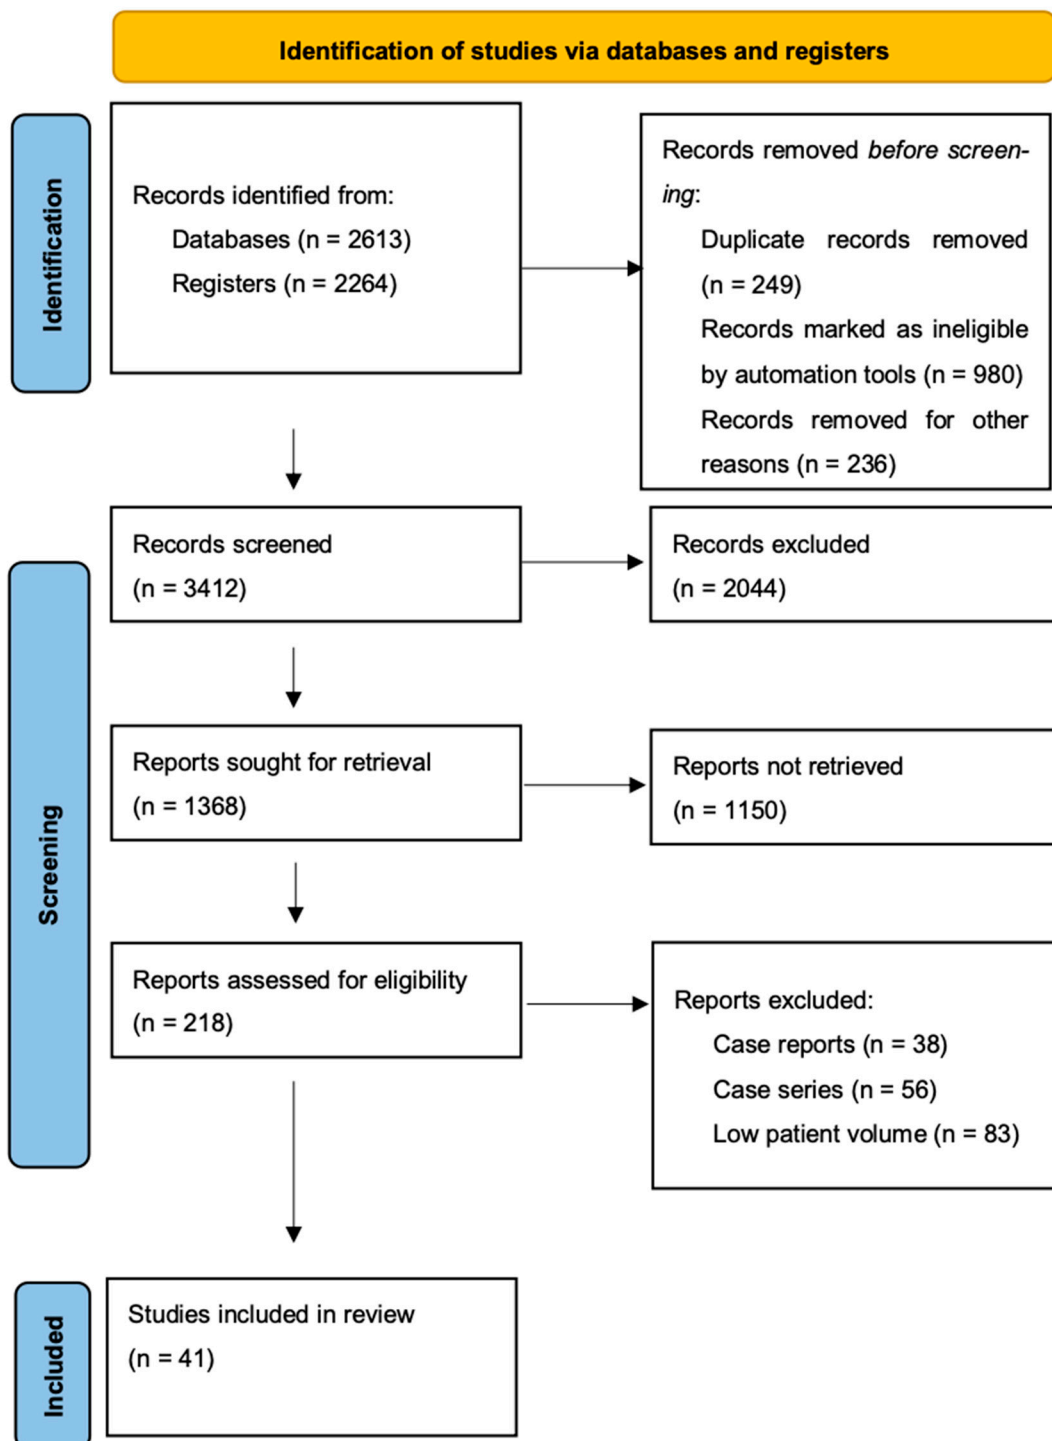 Identification of studies via databases and registers
Identification
Records identified from:
Databases (n = 2613)
Registers (n = 2264)
Records removed before screen-
ing:
Duplicate records removed
(n = 249)
Records marked as ineligible
by automation tools (n = 980)
Records removed for other
reasons (n = 236)
Screening
Records screened
(n = 3412)
Records excluded
(n = 2044)
Reports sought for retrieval
(n = 1368)
Reports not retrieved
(n = 1150)
Reports assessed for eligibility
(n = 218)
Reports excluded:
Case reports (n = 38)
Case series (n = 56)
Low patient volume (n = 83)
Included
Studies included in review
(n = 41)